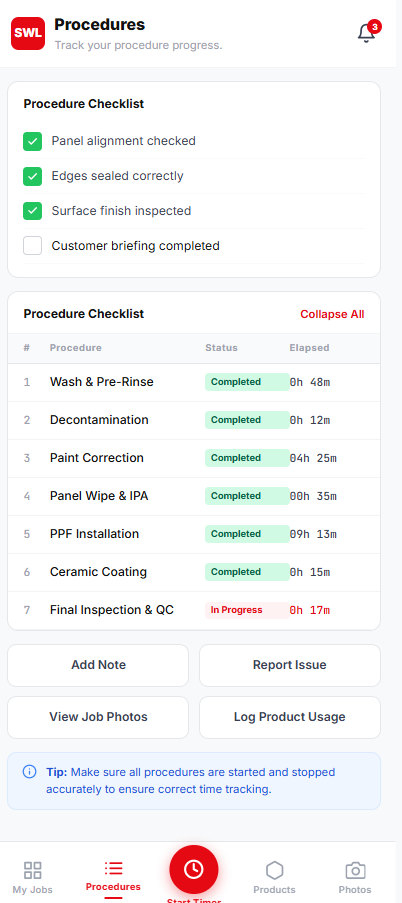 SWL
Procedures
Track your procedure progress.
3
Procedure Checklist
Panel alignment checked
Edges sealed correctly
Surface finish inspected
Customer briefing completed
Procedure Checklist
Collapse All
# Procedure Status Elapsed
1 Wash & Pre-Rinse Completed 0h 48m
2 Decontamination Completed 0h 12m
3 Paint Correction Completed 04h 25m
4 Panel Wipe & IPA Completed 00h 35m
5 PPF Installation Completed 09h 13m
6 Ceramic Coating Completed 0h 15m
7 Final Inspection & QC In Progress 0h 17m
Add Note
Report Issue
View Job Photos
Log Product Usage
Tip: Make sure all procedures are started and stopped
accurately to ensure correct time tracking.
My Jobs
Procedures
Start Timer
Products
Photos